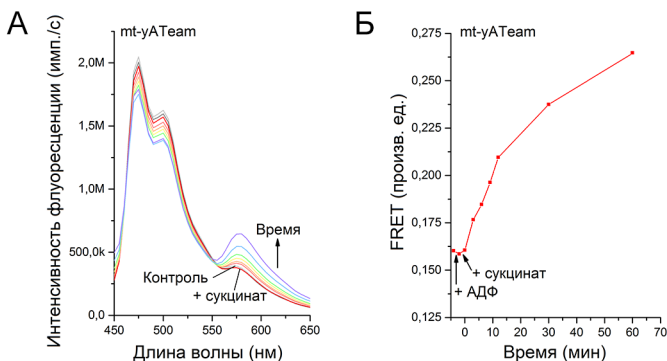 А
mt-yATeam
Интенсивность флуоресценции (имп./с)
2,0M
1,5M
1,0M
500,0k
0,0
450
500
550
600
650
Длина волны (нм)
Время
Контроль
+ сукцинат
Б
mt-yATeam
FRET (произв. ед.)
0,275
0,250
0,225
0,200
0,175
0,150
0,125
0
10
20
30
40
50
60
70
Время (мин)
+ сукцинат
+ АДФ